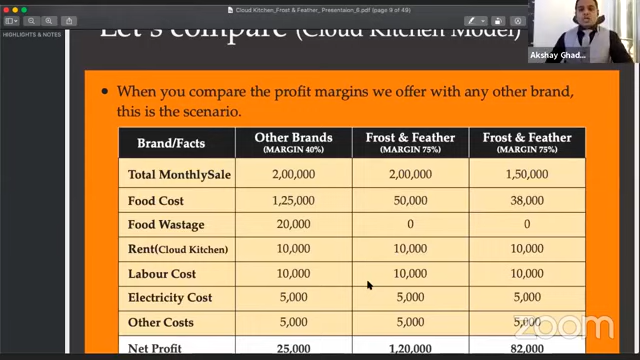 Cloud Kitchen_Frost & Feather_Presentaion_6.pdf (page 9 of 49)
HIGHLIGHTS & NOTES
Let's compare (Cloud Kitchen Model)
Akshay Ghad...
• When you compare the profit margins we offer with any other brand,
this is the scenario.
Brand/Facts Other Brands (MARGIN 40%) Frost & Feather (MARGIN 75%) Frost & Feather (MARGIN 75%)
Total MonthlySale 2,00,000 2,00,000 1,50,000
Food Cost 1,25,000 50,000 38,000
Food Wastage 20,000 0 0
Rent(Cloud Kitchen) 10,000 10,000 10,000
Labour Cost 10,000 10,000 10,000
Electricity Cost 5,000 5,000 5,000
Other Costs 5,000 5,000 5,000
Net Profit 25,000 1,20,000 82,000
zoom